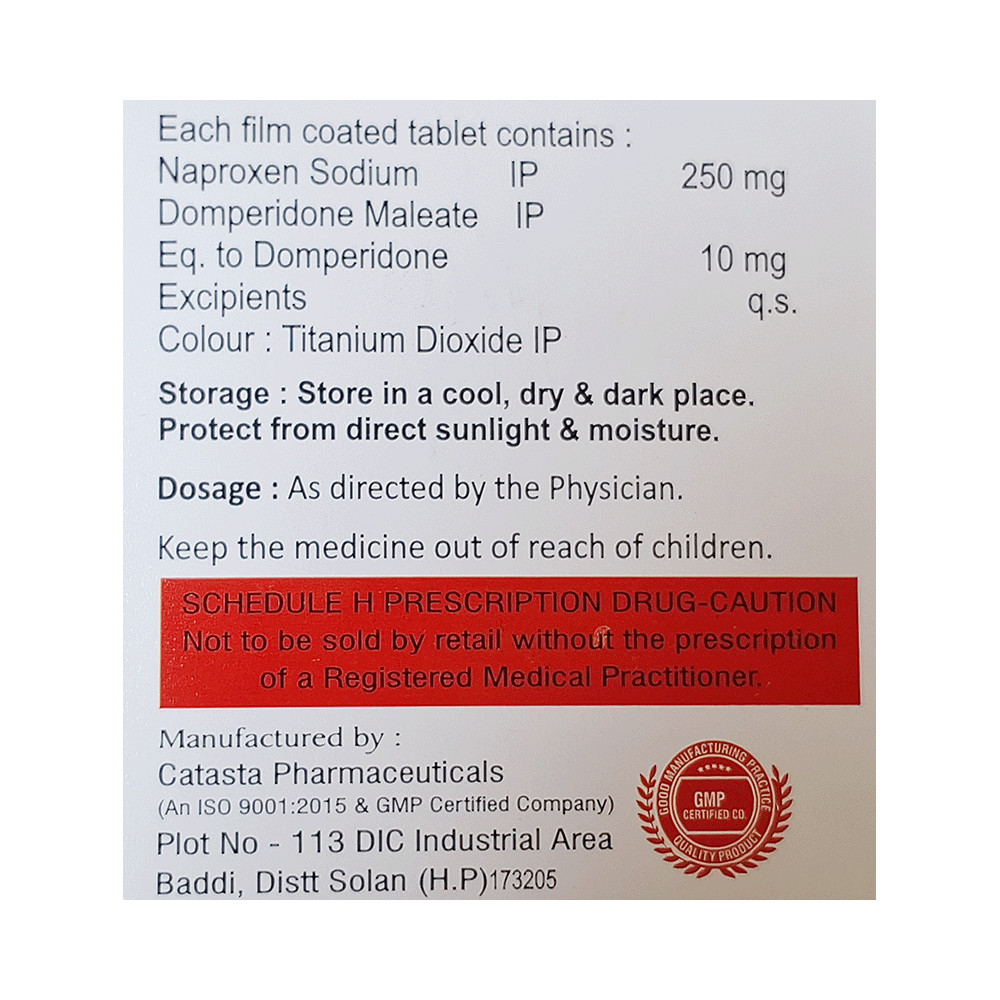 Each film coated tablet contains :
Naproxen Sodium IP 250 mg
Domperidone Maleate IP
Eq. to Domperidone 10 mg
Excipients q.s.
Colour : Titanium Dioxide IP
Storage : Store in a cool, dry & dark place.
Protect from direct sunlight & moisture.
Dosage : As directed by the Physician.
Keep the medicine out of reach of children.
SCHEDULE H PRESCRIPTION DRUG-CAUTION
Not to be sold by retail without the prescription
of a Registered Medical Practitioner.
Manufactured by :
Catasta Pharmaceuticals
(An ISO 9001:2015 & GMP Certified Company)
Plot No - 113 DIC Industrial Area
Baddi, Distt Solan (H.P)173205
GOOD MANUFACTURING PRACTICE
GMP
CERTIFIED CO.
QUALITY PRODUCT